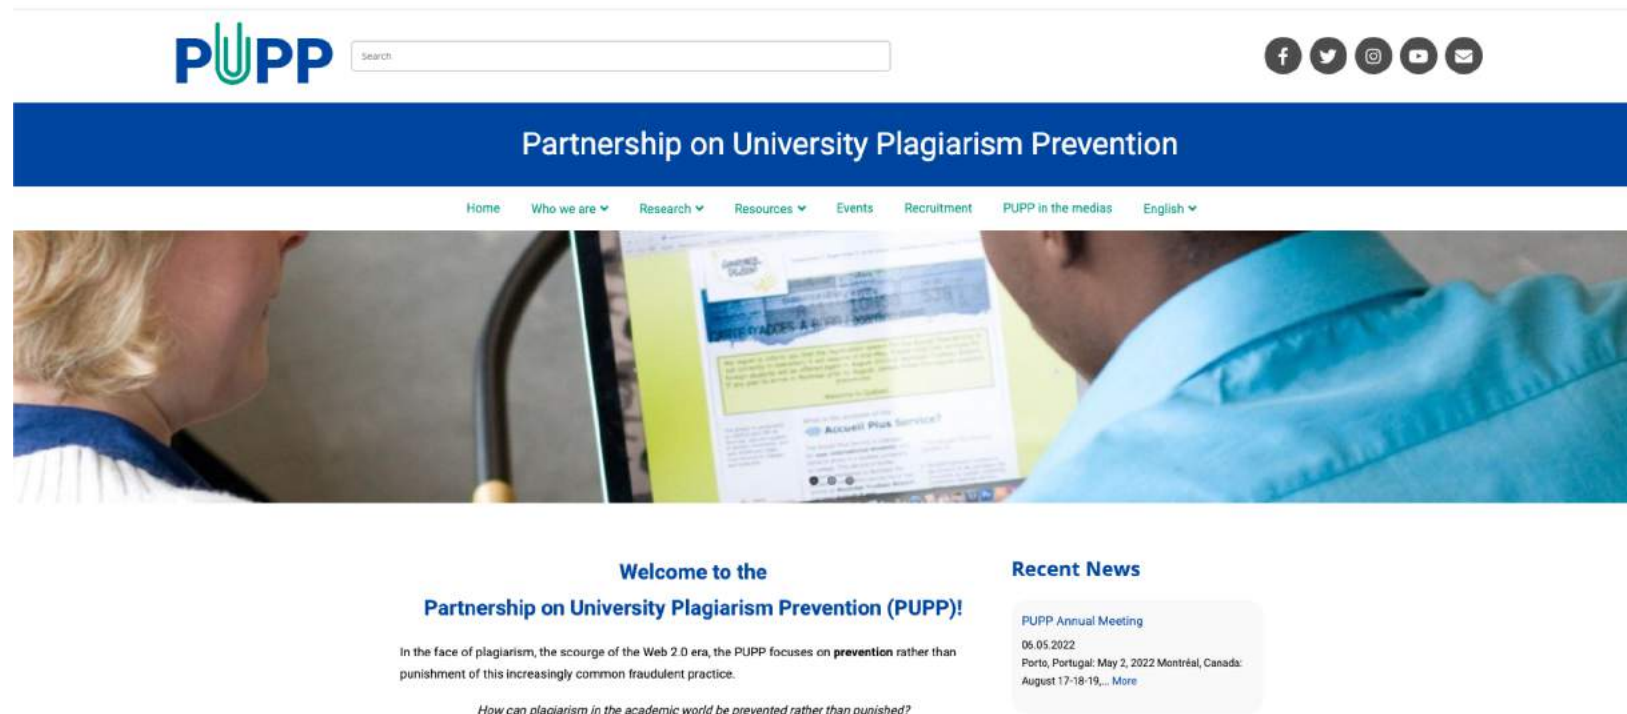 PUPP
Search
Partnership on University Plagiarism Prevention
Home Who we are Research Resources Events Recruitment PUPP in the medias English
Accueil Plus Service?
Welcome to the
Partnership on University Plagiarism Prevention (PUPP)!
In the face of plagiarism, the scourge of the Web 2.0 era, the PUPP focuses on prevention rather than
punishment of this increasingly common fraudulent practice.
How can plagiarism in the academic world be prevented rather than punished?
Recent News
PUPP Annual Meeting
06.05.2022
Porto, Portugal: May 2, 2022 Montréal, Canada:
August 17-18-19,... More